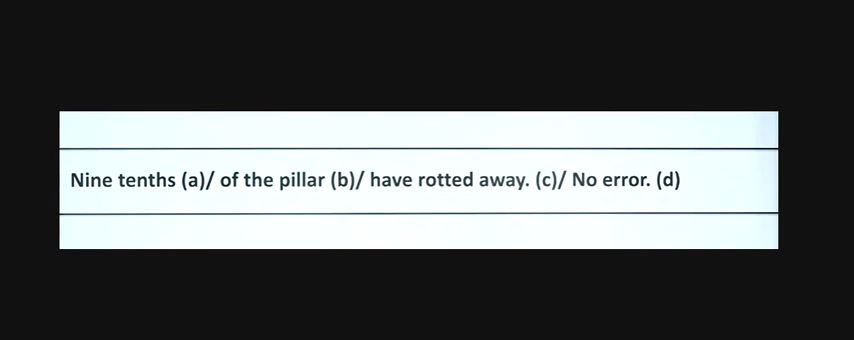 Nine tenths (a)/ of the pillar (b)/ have rotted away. (c)/ No error. (d)